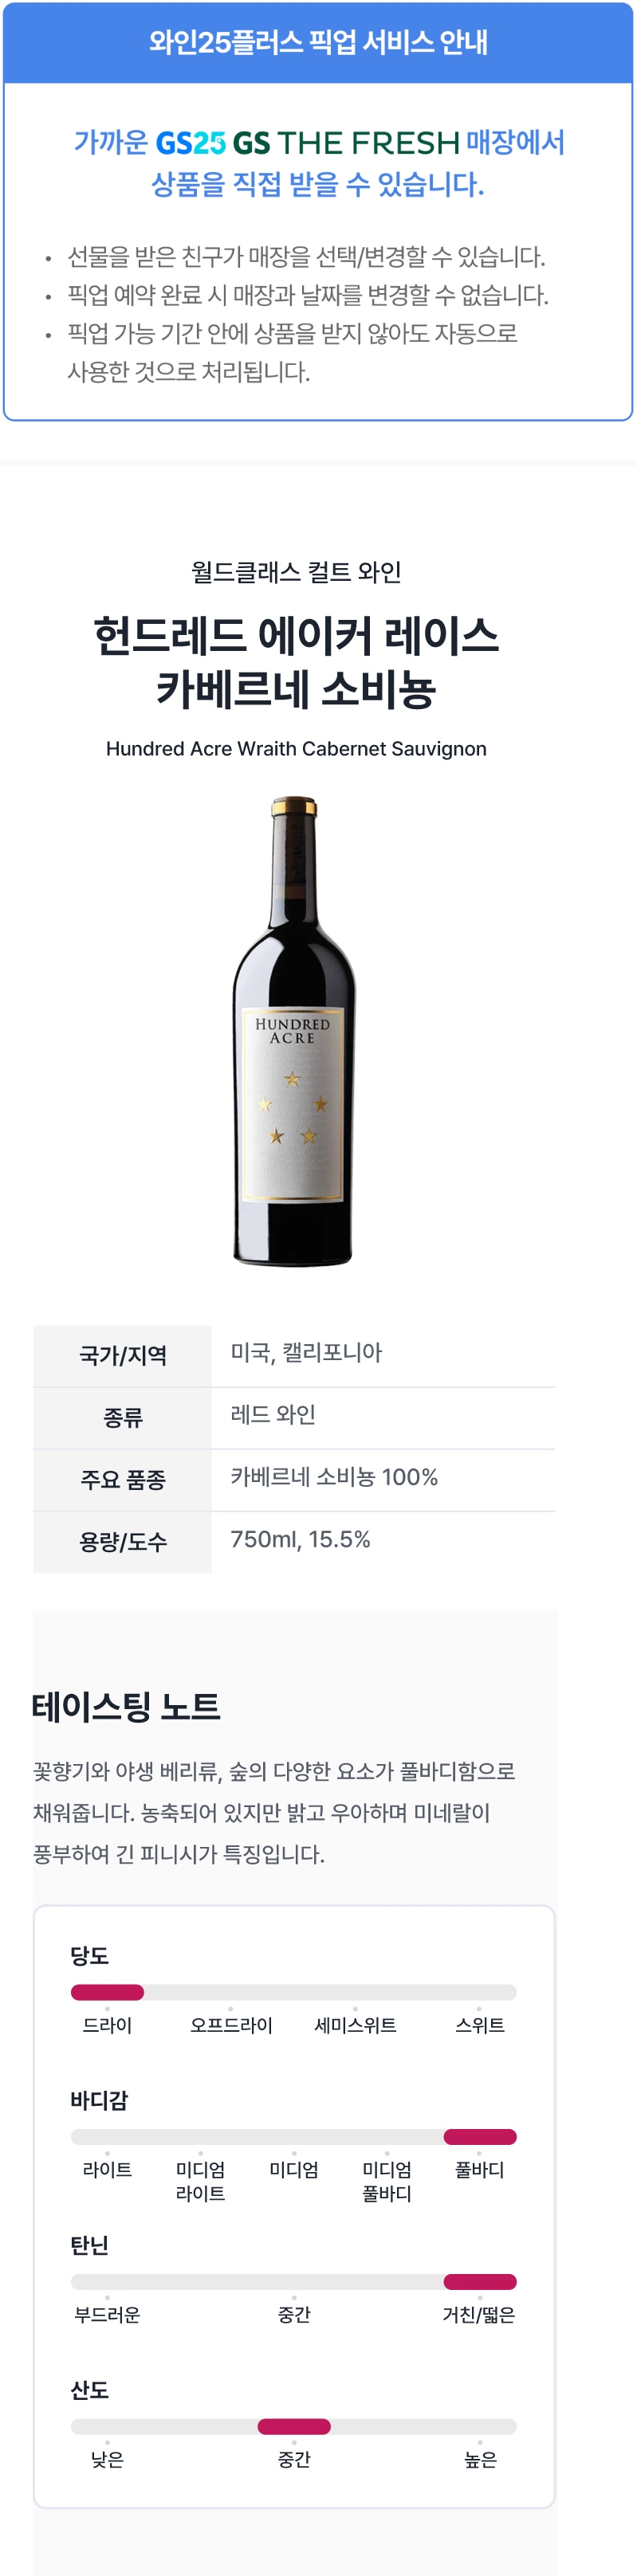 와인25플러스 픽업 서비스 안내
가까운 GS25 GS THE FRESH 매장에서
상품을 직접 받을 수 있습니다.
• 선물을 받은 친구가 매장을 선택/변경할 수 있습니다.
• 픽업 예약 완료 시 매장과 날짜를 변경할 수 없습니다.
• 픽업 가능 기간 안에 상품을 받지 않아도 자동으로
사용한 것으로 처리됩니다.
월드클래스 컬트 와인
헌드레드 에이커 레이스
카베르네 소비뇽
Hundred Acre Wraith Cabernet Sauvignon
HUNDRED
ACRE
국가/지역 미국, 캘리포니아
종류 레드 와인
주요 품종 카베르네 소비뇽 100%
용량/도수 750ml, 15.5%
테이스팅 노트
꽃향기와 야생 베리류, 숲의 다양한 요소가 풀바디함으로
채워줍니다. 농축되어 있지만 밝고 우아하며 미네랄이
풍부하여 긴 피니시가 특징입니다.
당도
드라이 오프드라이 세미스위트 스위트
바디감
라이트 미디엄 미디엄 미디엄 풀바디
라이트 풀바디
탄닌
부드러운 중간 거친/떫은
산도
낮은 중간 높은